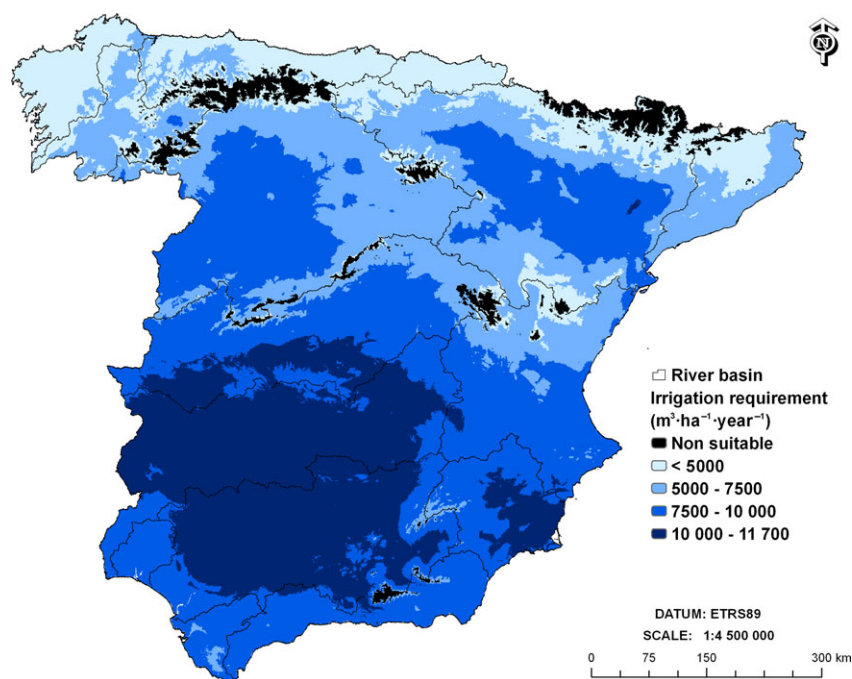 N
River basin
Irrigation requirement
(m³·ha⁻¹·year⁻¹)
Non suitable
< 5000
5000 - 7500
7500 - 10 000
10 000 - 11 700
DATUM: ETRS89
SCALE: 1:4 500 000
0 75 150 300 km